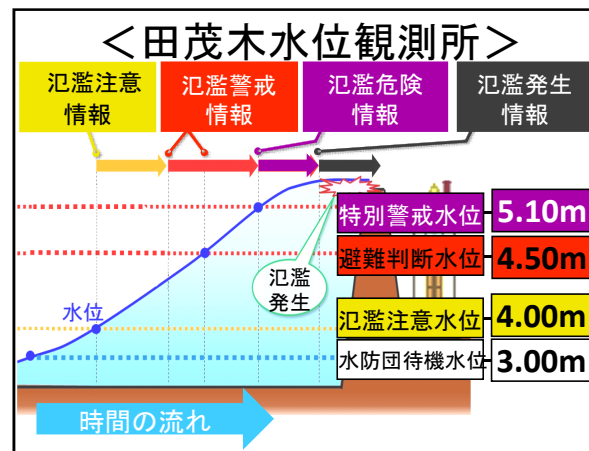 ＜田茂木水位観測所＞
氾濫注意
情報
氾濫警戒
情報
氾濫危険
情報
氾濫発生
情報
特別警戒水位 5.10m
避難判断水位 4.50m
氾濫
発生
水位
氾濫注意水位 4.00m
水防団待機水位 3.00m
時間の流れ